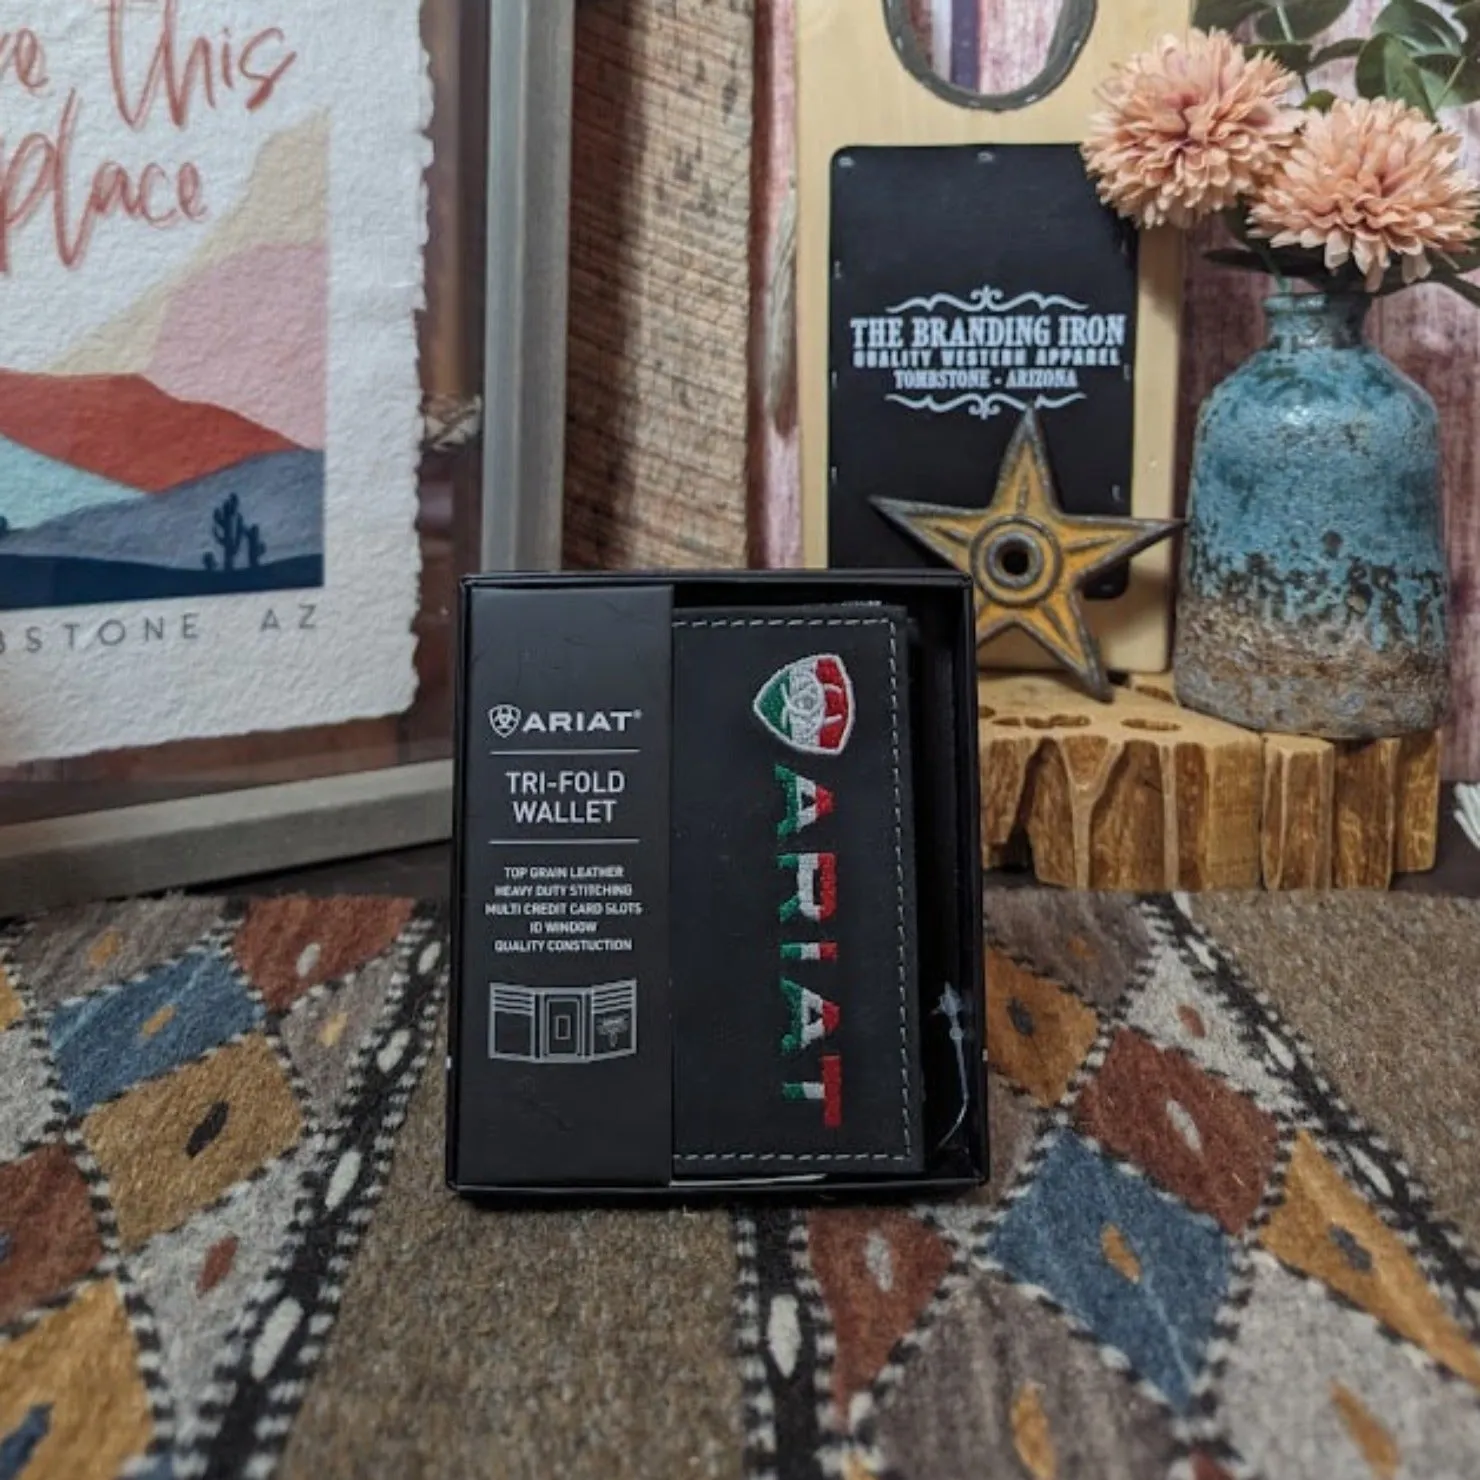 this
place
TOMBSTONE AZ
THE BRANDING IRON
QUALITY WESTERN APPAREL
TOMBSTONE - ARIZONA
ARIAT®
TRI-FOLD
WALLET
TOP GRAIN LEATHER
HEAVY DUTY STITCHING
MULTI CREDIT CARD SLOTS
ID WINDOW
QUALITY CONSTUCTION
ARIAT